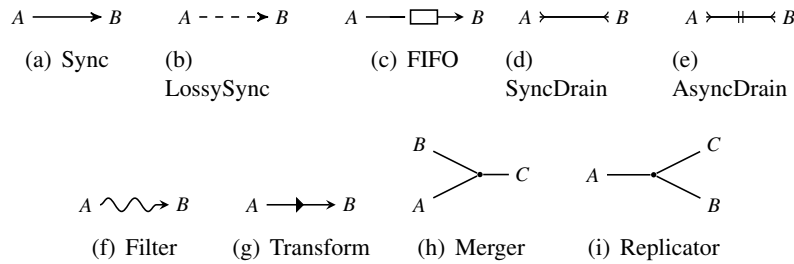 A B A B A B A B A B
(a) Sync (b) LossySync (c) FIFO (d) SyncDrain (e) AsyncDrain
B C
A B A B A C A B
(f) Filter (g) Transform (h) Merger (i) Replicator